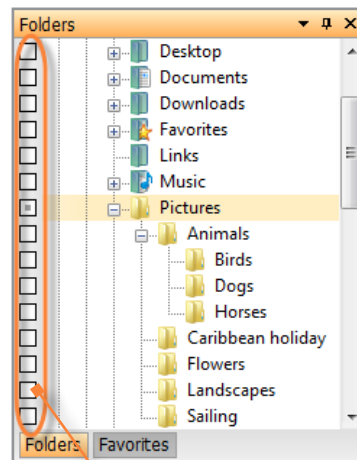 Folders
Desktop
Documents
Downloads
Favorites
Links
Music
Pictures
Animals
Birds
Dogs
Horses
Caribbean holiday
Flowers
Landscapes
Sailing
Folders Favorites